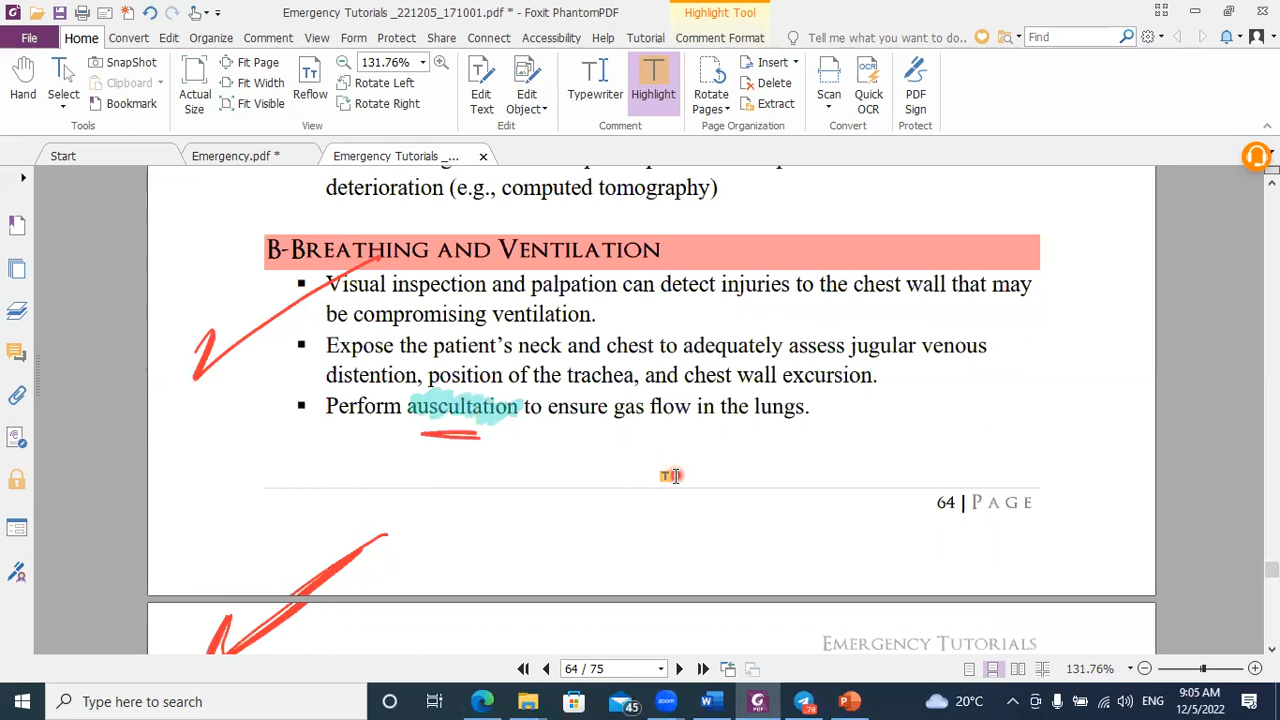 Emergency Tutorials _221205_171001.pdf * - Foxit PhantomPDF
Highlight Tool
File Home Convert Edit Organize Comment View Form Protect Share Connect Accessibility Help Tutorial Comment Format Tell me what you want to do... Find
Hand
Select
SnapShot
Clipboard
Bookmark
Actual Size
Fit Page
Fit Width
Fit Visible
Reflow
131.76%
Rotate Left
Rotate Right
Edit Text
Edit Object
Typewriter
Highlight
Rotate Pages
Insert
Delete
Extract
Scan
Quick OCR
PDF Sign
Tools View Edit Comment Page Organization Convert Protect
Start Emergency.pdf * Emergency Tutorials _...
deterioration (e.g., computed tomography)
B-Breathing and Ventilation
▪ Visual inspection and palpation can detect injuries to the chest wall that may
be compromising ventilation.
▪ Expose the patient’s neck and chest to adequately assess jugular venous
distention, position of the trachea, and chest wall excursion.
▪ Perform auscultation to ensure gas flow in the lungs.
64 | Page
Emergency Tutorials
64 / 75 131.76%
Type here to search 45 78 20°C ENG 9:05 AM
12/5/2022